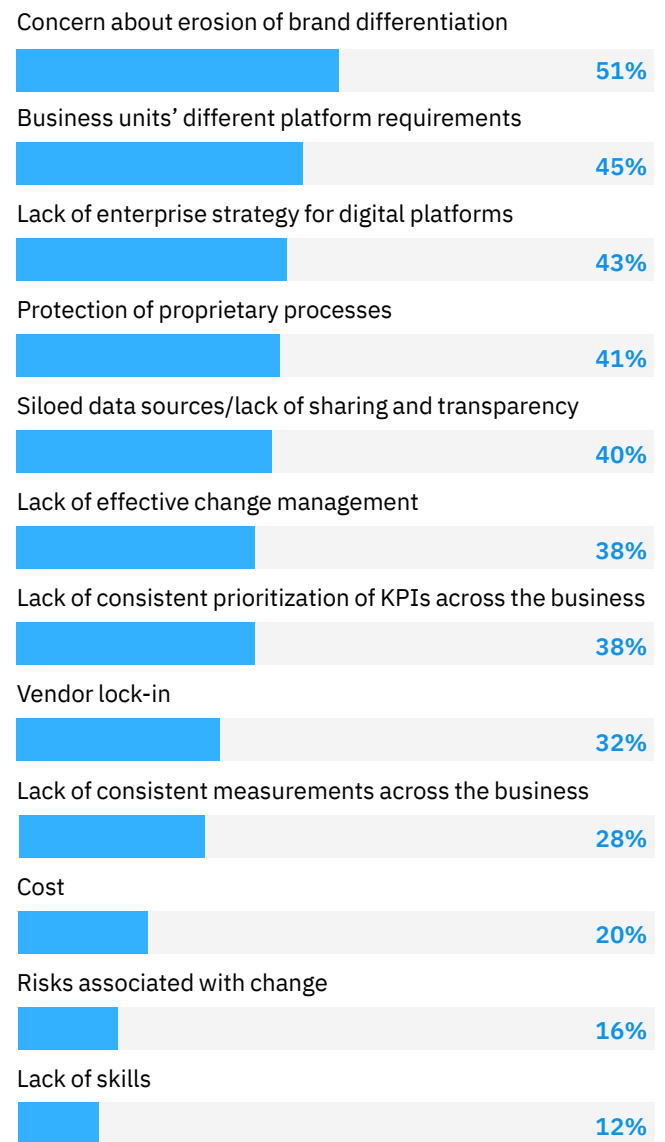 Concern about erosion of brand differentiation
51%
Business units’ different platform requirements
45%
Lack of enterprise strategy for digital platforms
43%
Protection of proprietary processes
41%
Siloed data sources/lack of sharing and transparency
40%
Lack of effective change management
38%
Lack of consistent prioritization of KPIs across the business
38%
Vendor lock-in
32%
Lack of consistent measurements across the business
28%
Cost
20%
Risks associated with change
16%
Lack of skills
12%